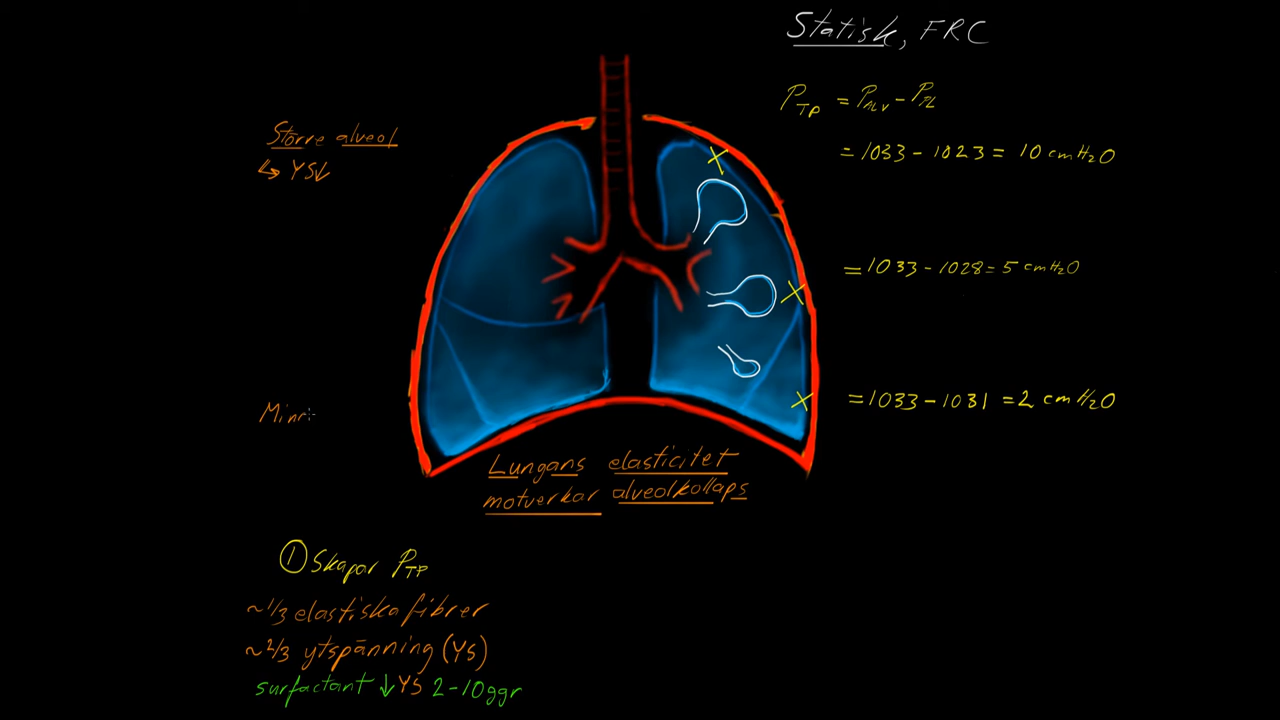 Statisk, FRC
P_TP = P_ALV - P_PL
= 1033 - 1023 = 10 cmH₂O
Större alveol
↳ YS↓
= 1033 - 1028 = 5 cmH₂O
= 1033 - 1031 = 2 cmH₂O
Lungans elasticitet
motverkar alveolkollaps
① Skapar P_TP
~1/3 elastiska fibrer
~2/3 ytspänning (YS)
surfactant ↓YS 2-10ggr